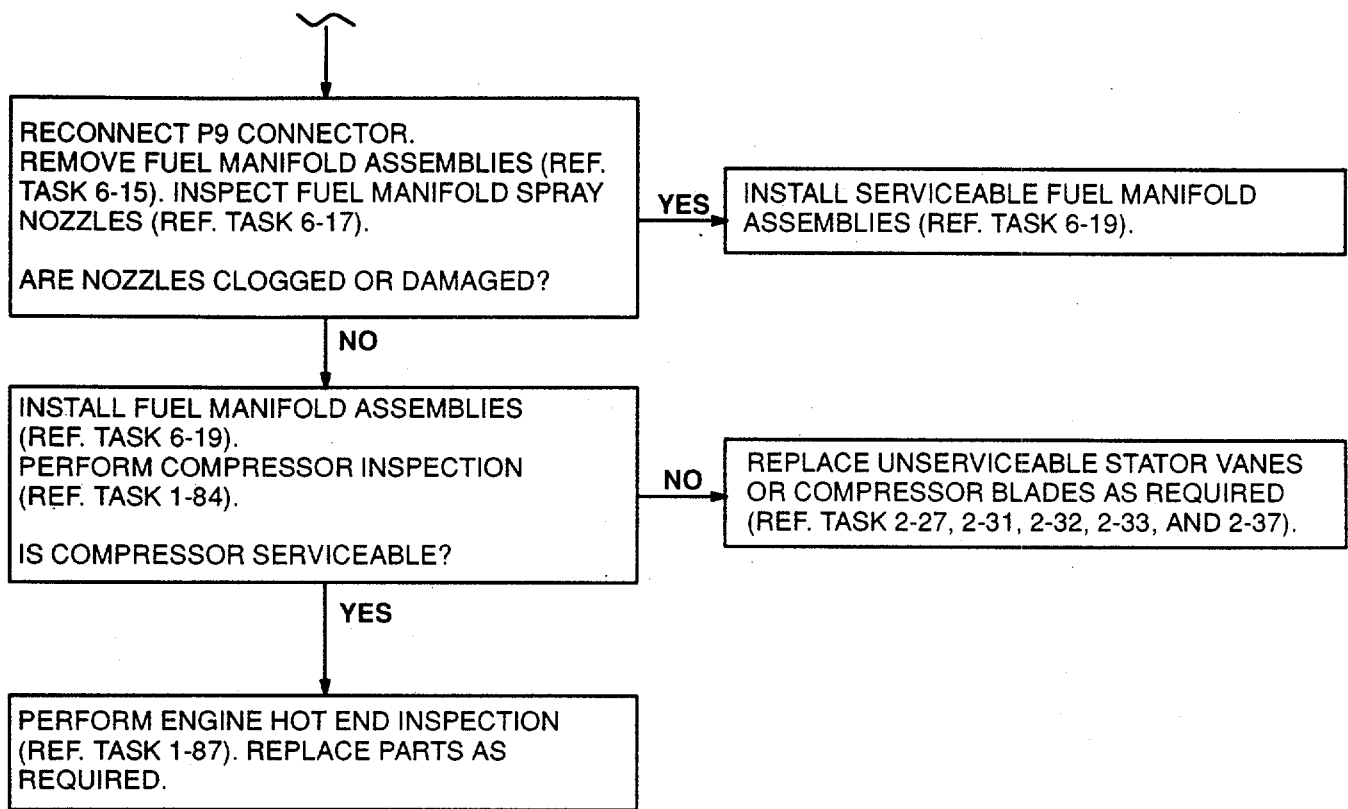 RECONNECT P9 CONNECTOR.
REMOVE FUEL MANIFOLD ASSEMBLIES (REF.
TASK 6-15). INSPECT FUEL MANIFOLD SPRAY
NOZZLES (REF. TASK 6-17).
ARE NOZZLES CLOGGED OR DAMAGED?
YES
INSTALL SERVICEABLE FUEL MANIFOLD
ASSEMBLIES (REF. TASK 6-19).
NO
INSTALL FUEL MANIFOLD ASSEMBLIES
(REF. TASK 6-19).
PERFORM COMPRESSOR INSPECTION
(REF. TASK 1-84).
IS COMPRESSOR SERVICEABLE?
NO
REPLACE UNSERVICEABLE STATOR VANES
OR COMPRESSOR BLADES AS REQUIRED
(REF. TASK 2-27, 2-31, 2-32, 2-33, AND 2-37).
YES
PERFORM ENGINE HOT END INSPECTION
(REF. TASK 1-87). REPLACE PARTS AS
REQUIRED.